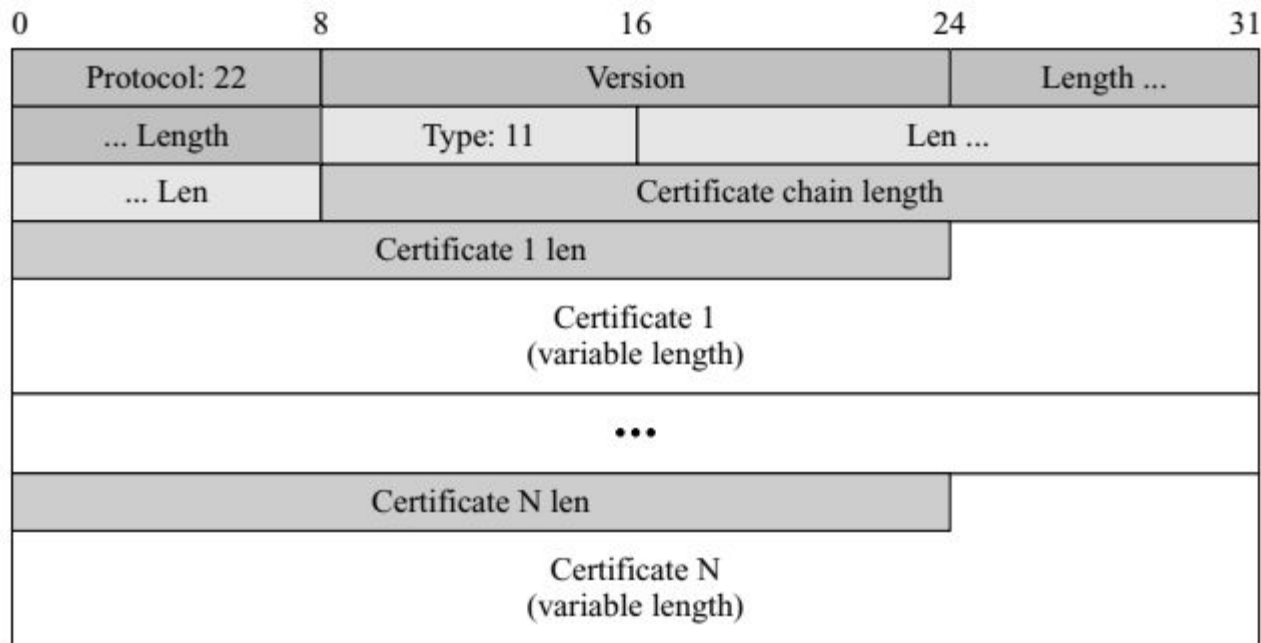 0 8 16 24 31
Protocol: 22 Version Length ...
... Length Type: 11 Len ...
... Len Certificate chain length
Certificate 1 len
Certificate 1
(variable length)
•••
Certificate N len
Certificate N
(variable length)